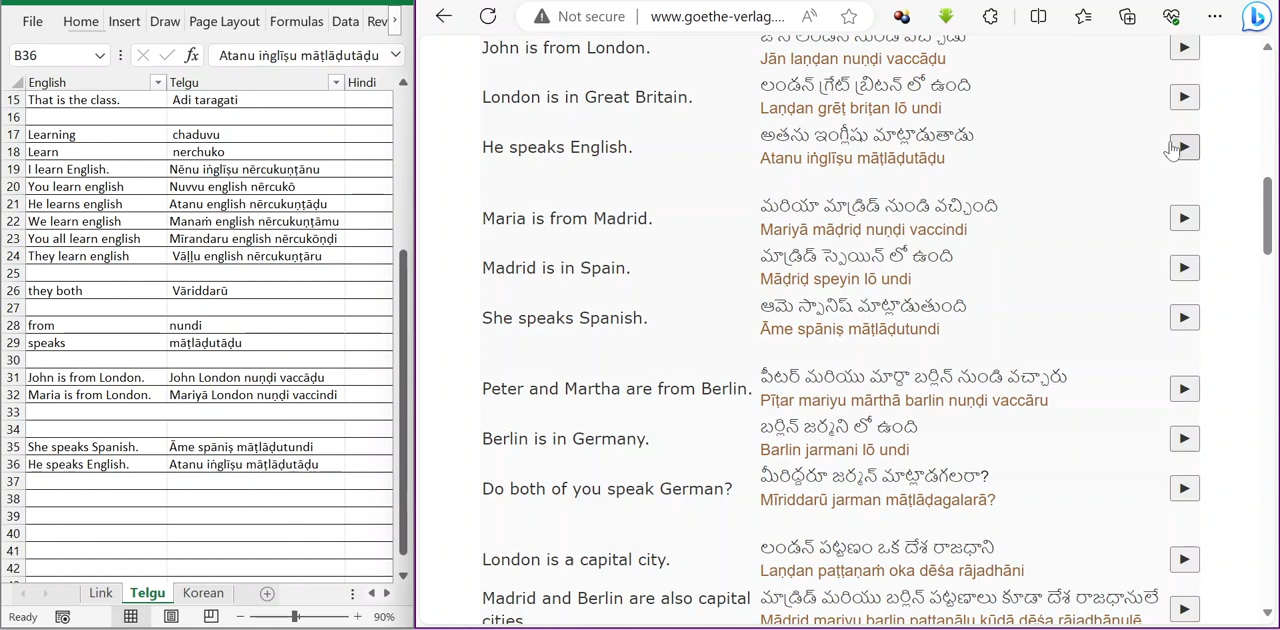 File Home Insert Draw Page Layout Formulas Data Rev
B36 fx Atanu iṅglīṣu māṭlāḍutāḍu
English Telgu Hindi
15 That is the class. Adi taragati
16
17 Learning chaduvu
18 Learn nerchuko
19 I learn English. Nēnu iṅglīṣu nērcukuṇṭānu
20 You learn english Nuvvu english nērcukō
21 He learns english Atanu english nērcukuṇṭāḍu
22 We learn english Manaṁ english nērcukuṇṭāmu
23 You all learn english Mīrandaru english nērcukōṇḍi
24 They learn english Vāḷḷu english nērcukuṇṭāru
25
26 they both Vāriddarū
27
28 from nundi
29 speaks māṭlāḍutāḍu
30
31 John is from London. John London nuṇḍi vaccāḍu
32 Maria is from London. Mariyā London nuṇḍi vaccindi
33
34
35 She speaks Spanish. Āme spāniṣ māṭlāḍutundi
36 He speaks English. Atanu iṅglīṣu māṭlāḍutāḍu
37
38
39
40
41
42
Link Telgu Korean
Ready 90%
Not secure www.goethe-verlag....
John is from London.
Jān laṇḍan nuṇḍi vaccāḍu
London is in Great Britain. లండన్ గ్రేట్ బ్రిటన్ లో ఉంది
Laṇḍan grēṭ briṭan lō undi
He speaks English. అతను ఇంగ్లీషు మాట్లాడుతాడు
Atanu iṅglīṣu māṭlāḍutāḍu
Maria is from Madrid. మరియా మాడ్రిడ్ నుండి వచ్చింది
Mariyā māḍriḍ nuṇḍi vaccindi
Madrid is in Spain. మాడ్రిడ్ స్పెయిన్ లో ఉంది
Māḍriḍ speyin lō undi
She speaks Spanish. ఆమె స్పానిష్ మాట్లాడుతుంది
Āme spāniṣ māṭlāḍutundi
Peter and Martha are from Berlin. పీటర్ మరియు మార్థా బర్లిన్ నుండి వచ్చారు
Pīṭar mariyu mārthā barlin nuṇḍi vaccāru
Berlin is in Germany. బర్లిన్ జర్మని లో ఉంది
Barlin jarmani lō undi
Do both of you speak German? మీరిద్దరూ జర్మన్ మాట్లాడగలరా?
Mīriddarū jarman māṭlāḍagalarā?
London is a capital city. లండన్ పట్టణం ఒక దేశ రాజధాని
Laṇḍan paṭṭaṇaṁ oka dēśa rājadhāni
Madrid and Berlin are also capital మాడ్రిడ్ మరియు బర్లిన్ పట్టణాలు కూడా దేశ రాజధానులే
cities. Māḍriḍ mariyu barlin paṭṭaṇālu kūḍā dēśa rājadhānulē